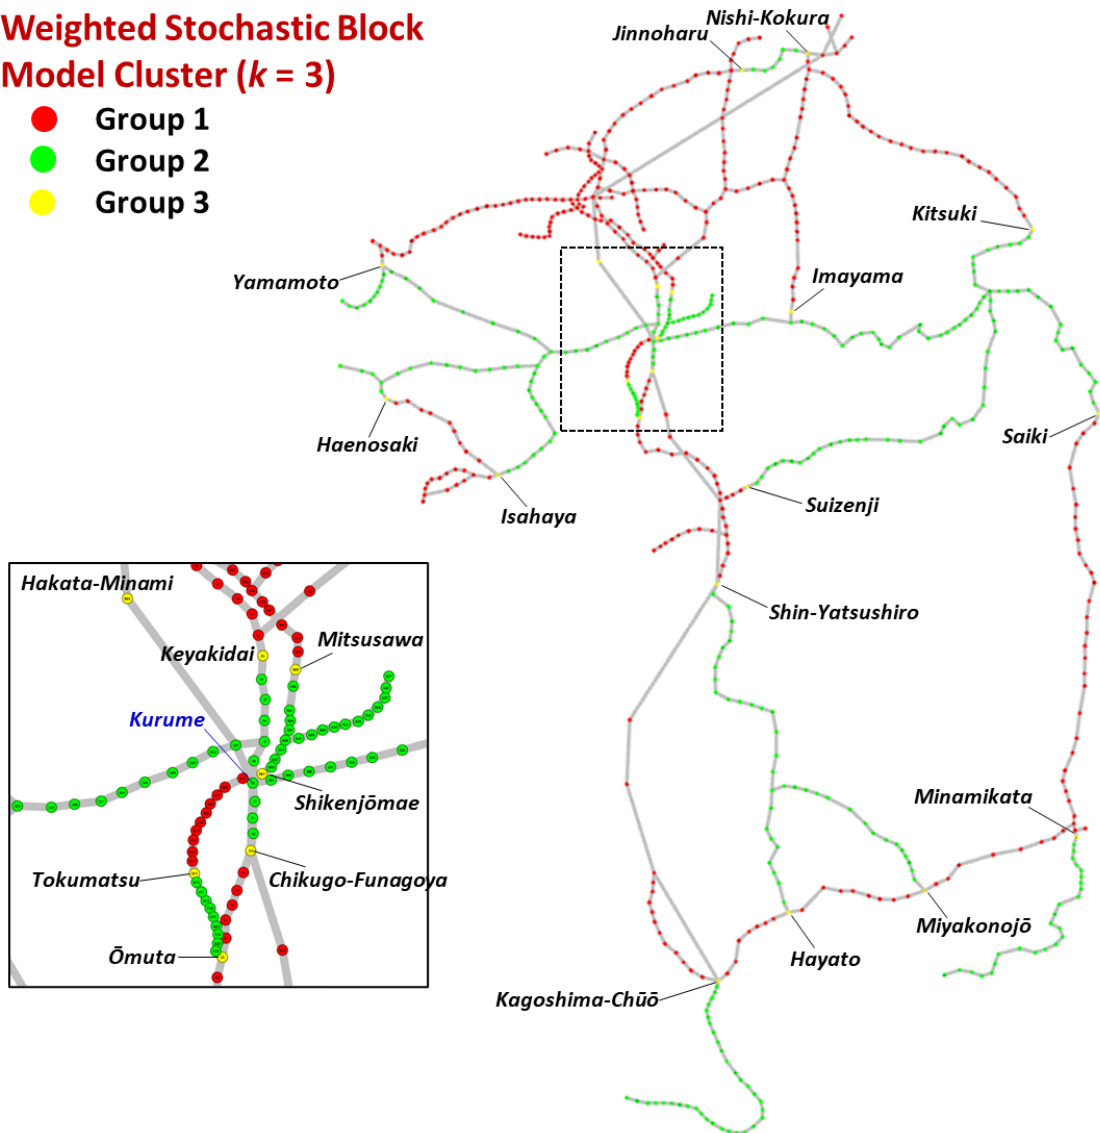 Weighted Stochastic Block
Model Cluster (k = 3)
Group 1
Group 2
Group 3
Nishi-Kokura
Jinnoharu
Kitsuki
Yamamoto
Imayama
Haenosaki
Saiki
Isahaya
Suizenji
Shin-Yatsushiro
Minamikata
Miyakonojō
Hayato
Kagoshima-Chūō
Hakata-Minami
Keyakidai
Mitsusawa
Kurume
Shikenjōmae
Tokumatsu
Chikugo-Funagoya
Ōmuta